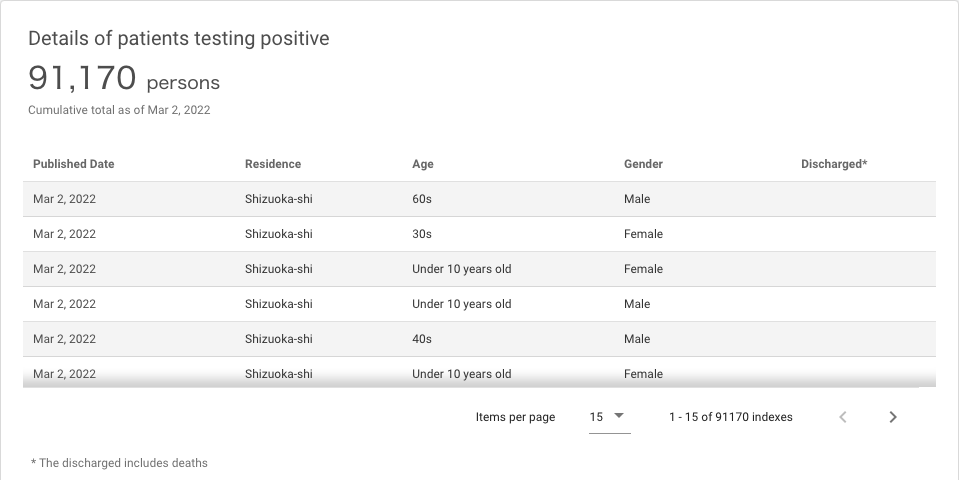 Details of patients testing positive
91,170 persons
Cumulative total as of Mar 2, 2022
Published Date Residence Age Gender Discharged*
Mar 2, 2022 Shizuoka-shi 60s Male
Mar 2, 2022 Shizuoka-shi 30s Female
Mar 2, 2022 Shizuoka-shi Under 10 years old Female
Mar 2, 2022 Shizuoka-shi Under 10 years old Male
Mar 2, 2022 Shizuoka-shi 40s Male
Mar 2, 2022 Shizuoka-shi Under 10 years old Female
Items per page 15 1 - 15 of 91170 indexes
* The discharged includes deaths